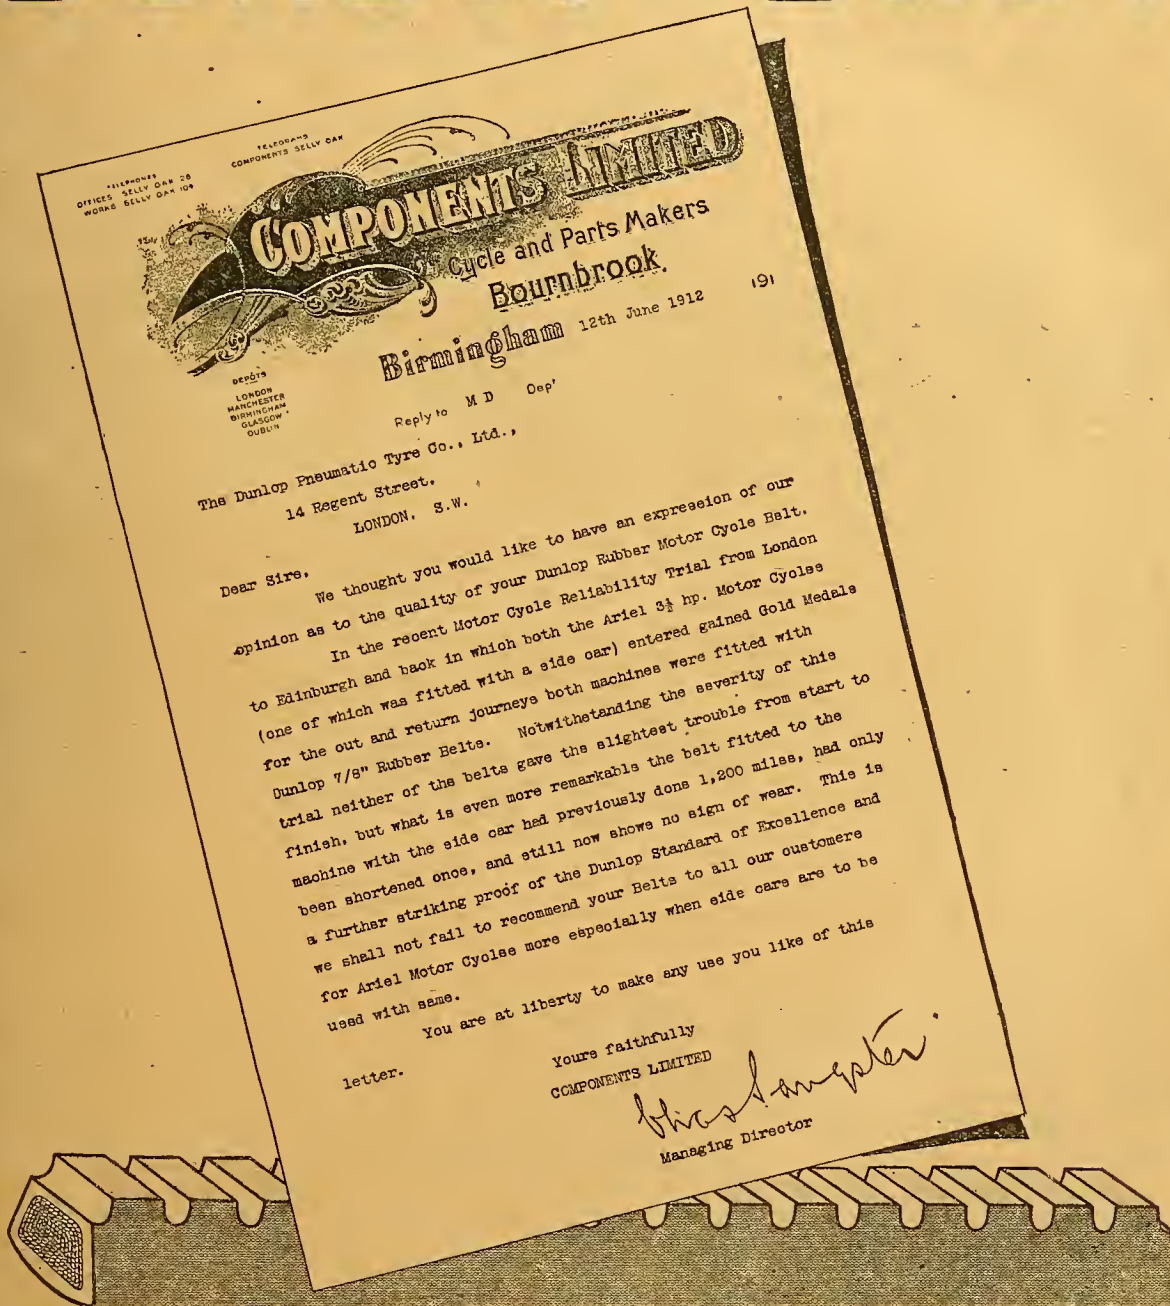 TELEPHONES
OFFICES SELLY OAK 28
WORKS SELLY OAK 104
TELEGRAMS
COMPONENTS SELLY OAK
COMPONENTS LIMITED
Cycle and Parts Makers
Bournbrook.
Birmingham 12th June 1912 191
DEPÔTS
LONDON
MANCHESTER
BIRMINGHAM
GLASGOW
DUBLIN
Reply to M D Dept
The Dunlop Pneumatic Tyre Co., Ltd.,
14 Regent Street.
LONDON. S.W.
Dear Sirs,
We thought you would like to have an expression of our
opinion as to the quality of your Dunlop Rubber Motor Cycle Belt.
In the recent Motor Cycle Reliability Trial from London
to Edinburgh and back in which both the Ariel 3½ hp. Motor Cycles
(one of which was fitted with a side car) entered gained Gold Medals
for the out and return journeys both machines were fitted with
Dunlop 7/8" Rubber Belts. Notwithstanding the severity of this
trial neither of the belts gave the slightest trouble from start to
finish, but what is even more remarkable the belt fitted to the
machine with the side car had previously done 1,200 miles, had only
been shortened once, and still now shows no sign of wear. This is
a further striking proof of the Dunlop Standard of Excellence and
we shall not fail to recommend your Belts to all our customers
for Ariel Motor Cycles more especially when side cars are to be
used with same.
You are at liberty to make any use you like of this
letter.
Yours faithfully
COMPONENTS LIMITED
Chas Sangster
Managing Director